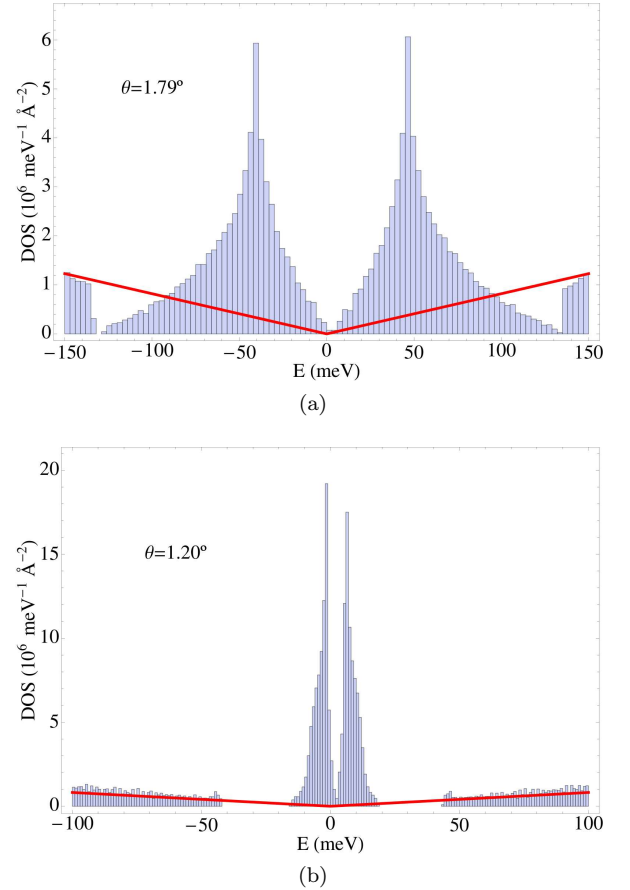 6
5
θ=1.79º
4
3
2
1
0
DOS (10⁶ meV⁻¹ Å⁻²)
−150 −100 −50 0 50 100 150
E (meV)
(a)
20
θ=1.20º
15
10
5
0
DOS (10⁶ meV⁻¹ Å⁻²)
−100 −50 0 50 100
E (meV)
(b)